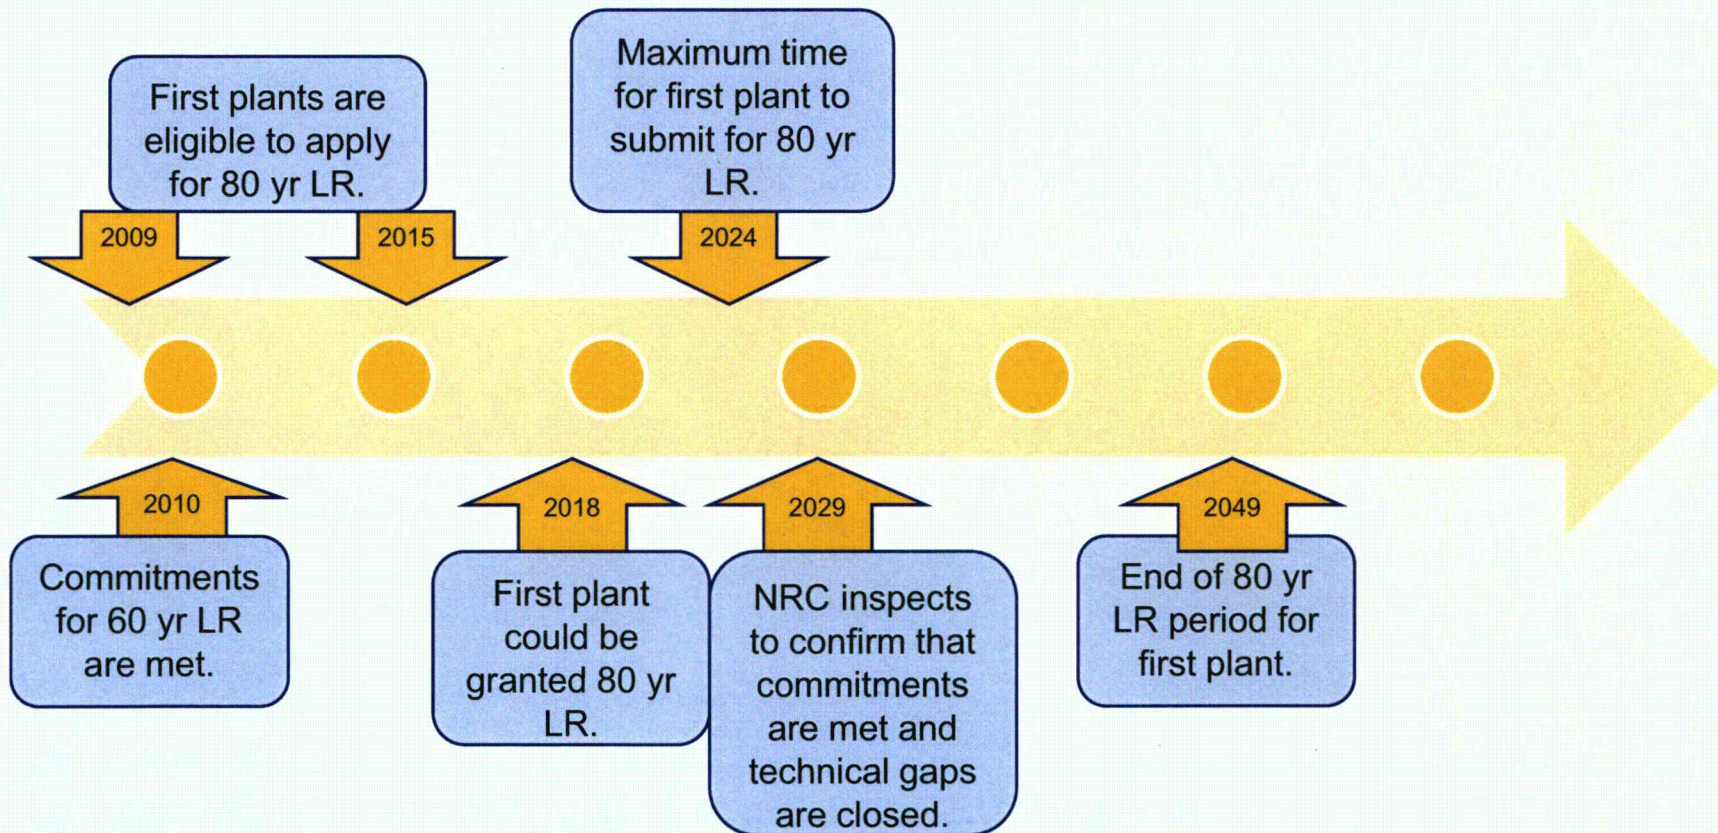 First plants are
eligible to apply
for 80 yr LR.
2009
2015
Maximum time
for first plant to
submit for 80 yr
LR.
2024
2010
Commitments
for 60 yr LR
are met.
2018
First plant
could be
granted 80 yr
LR.
2029
NRC inspects
to confirm that
commitments
are met and
technical gaps
are closed.
2049
End of 80 yr
LR period for
first plant.